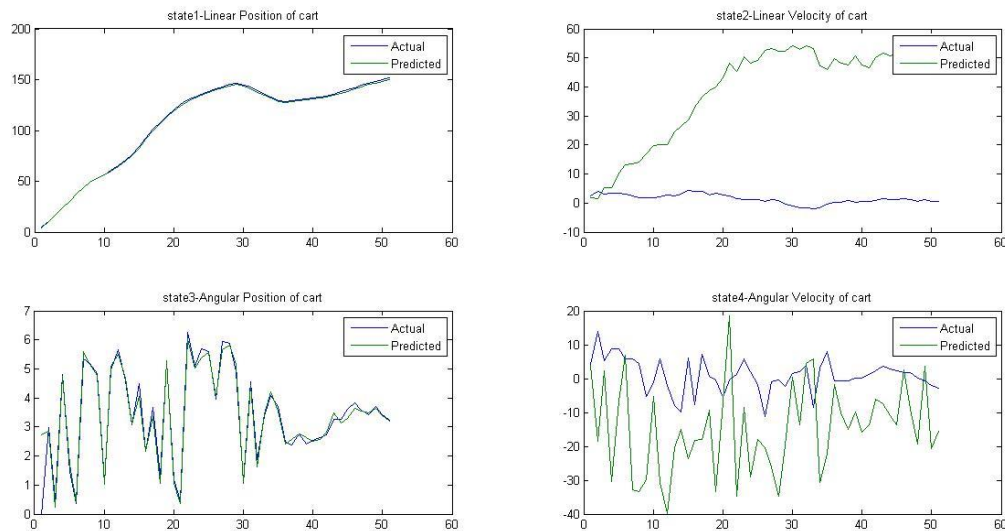 state1-Linear Position of cart
200
150
100
50
0
0 10 20 30 40 50 60
Actual
Predicted
state2-Linear Velocity of cart
60
50
40
30
20
10
0
-10
0 10 20 30 40 50 60
Actual
Predicted
state3-Angular Position of cart
7
6
5
4
3
2
1
0
0 10 20 30 40 50 60
Actual
Predicted
state4-Angular Velocity of cart
20
10
0
-10
-20
-30
-40
0 10 20 30 40 50 60
Actual
Predicted